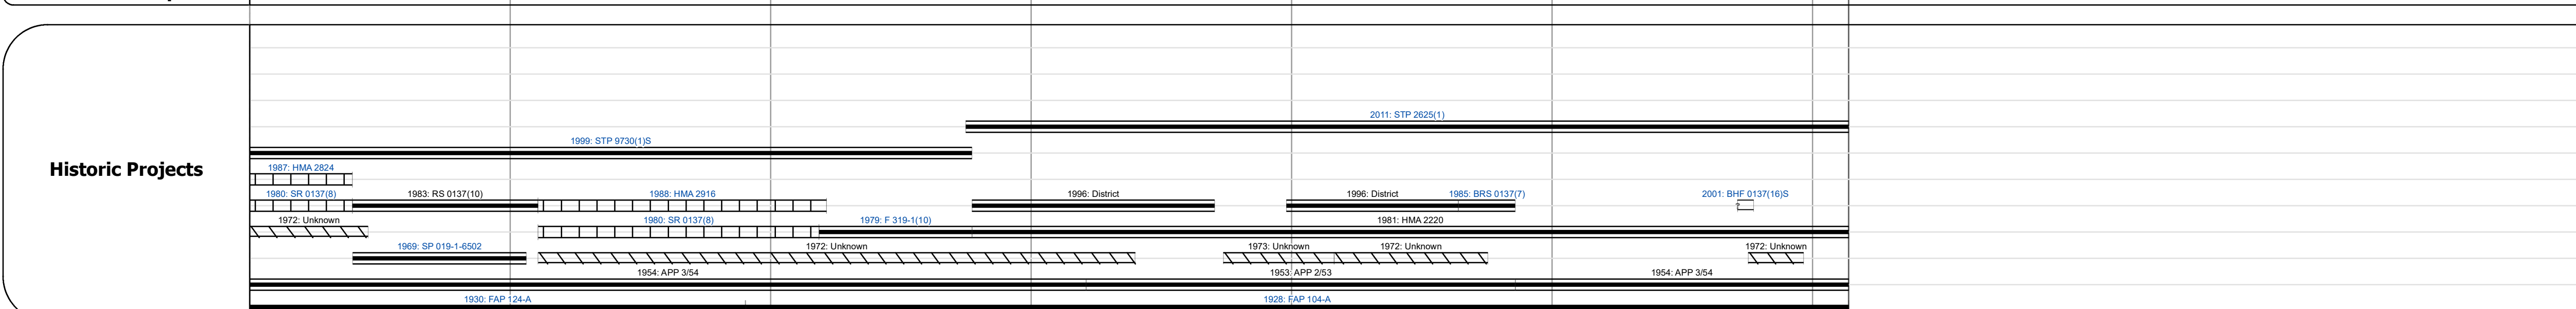 2011: STP 2625(1)
1999: STP 9730(1)S
Historic Projects
1987: HMA 2824
1980: SR 0137(8) 1983: RS 0137(10) 1988: HMA 2916 1996: District 1996: District 1985: BRS 0137(7) 2001: BHF 0137(16)S
1972: Unknown 1980: SR 0137(8) 1979: F 319-1(10) 1981: HMA 2220
1969: SP 019-1-6502 1972: Unknown 1973: Unknown 1972: Unknown 1972: Unknown
1954: APP 3/54 1953: APP 2/53 1954: APP 3/54
1930: FAP 124-A 1928: FAP 104-A